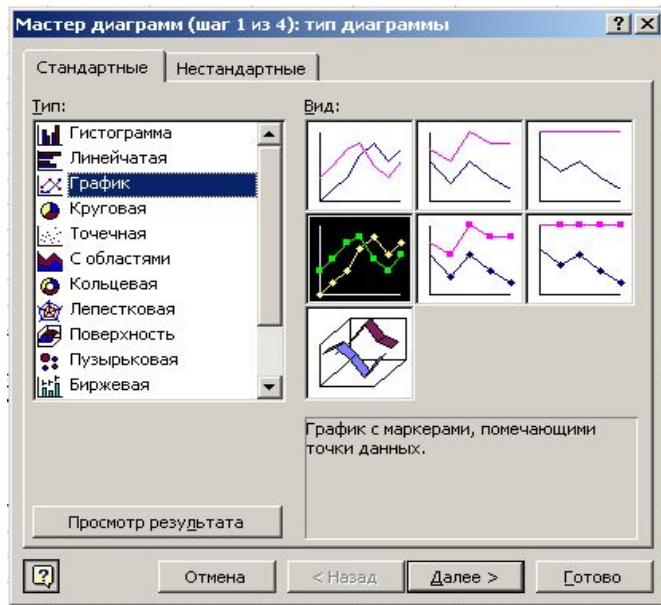 Мастер диаграмм (шаг 1 из 4): тип диаграммы
Стандартные Нестандартные
Тип:
Гистограмма
Линейчатая
График
Круговая
Точечная
С областями
Кольцевая
Лепестковая
Поверхность
Пузырьковая
Биржевая
Вид:
График с маркерами, помечающими
точки данных.
Просмотр результата
Отмена < Назад Далее > Готово